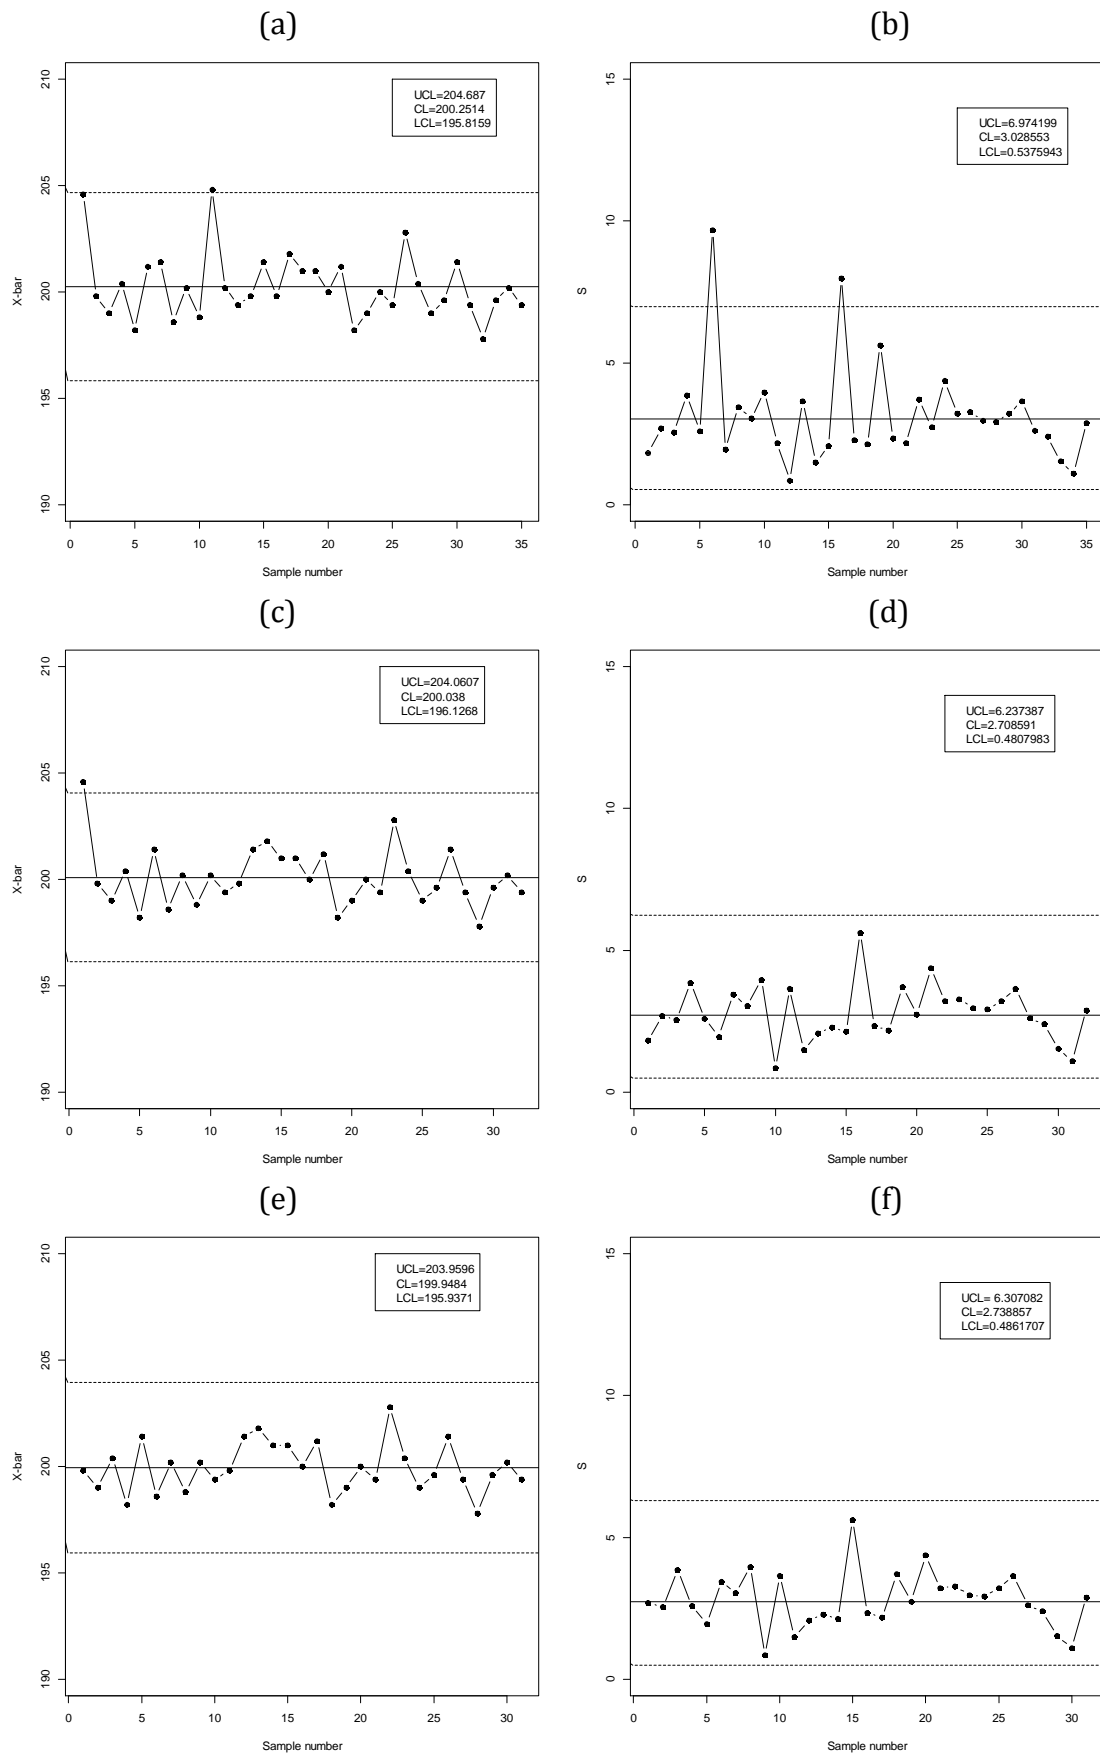 (a)
210
205
200
195
190
X-bar
UCL=204.687
CL=200.2514
LCL=195.8159
0 5 10 15 20 25 30 35
Sample number
(b)
15
10
5
0
S
UCL=6.974199
CL=3.028553
LCL=0.5375943
0 5 10 15 20 25 30 35
Sample number
(c)
210
205
200
195
190
X-bar
UCL=204.0607
CL=200.038
LCL=196.1268
0 5 10 15 20 25 30
Sample number
(d)
15
10
5
0
S
UCL=6.237387
CL=2.708591
LCL=0.4807983
0 5 10 15 20 25 30
Sample number
(e)
210
205
200
195
190
X-bar
UCL=203.9596
CL=199.9484
LCL=195.9371
0 5 10 15 20 25 30
Sample number
(f)
15
10
5
0
S
UCL= 6.307082
CL=2.738857
LCL=0.4861707
0 5 10 15 20 25 30
Sample number